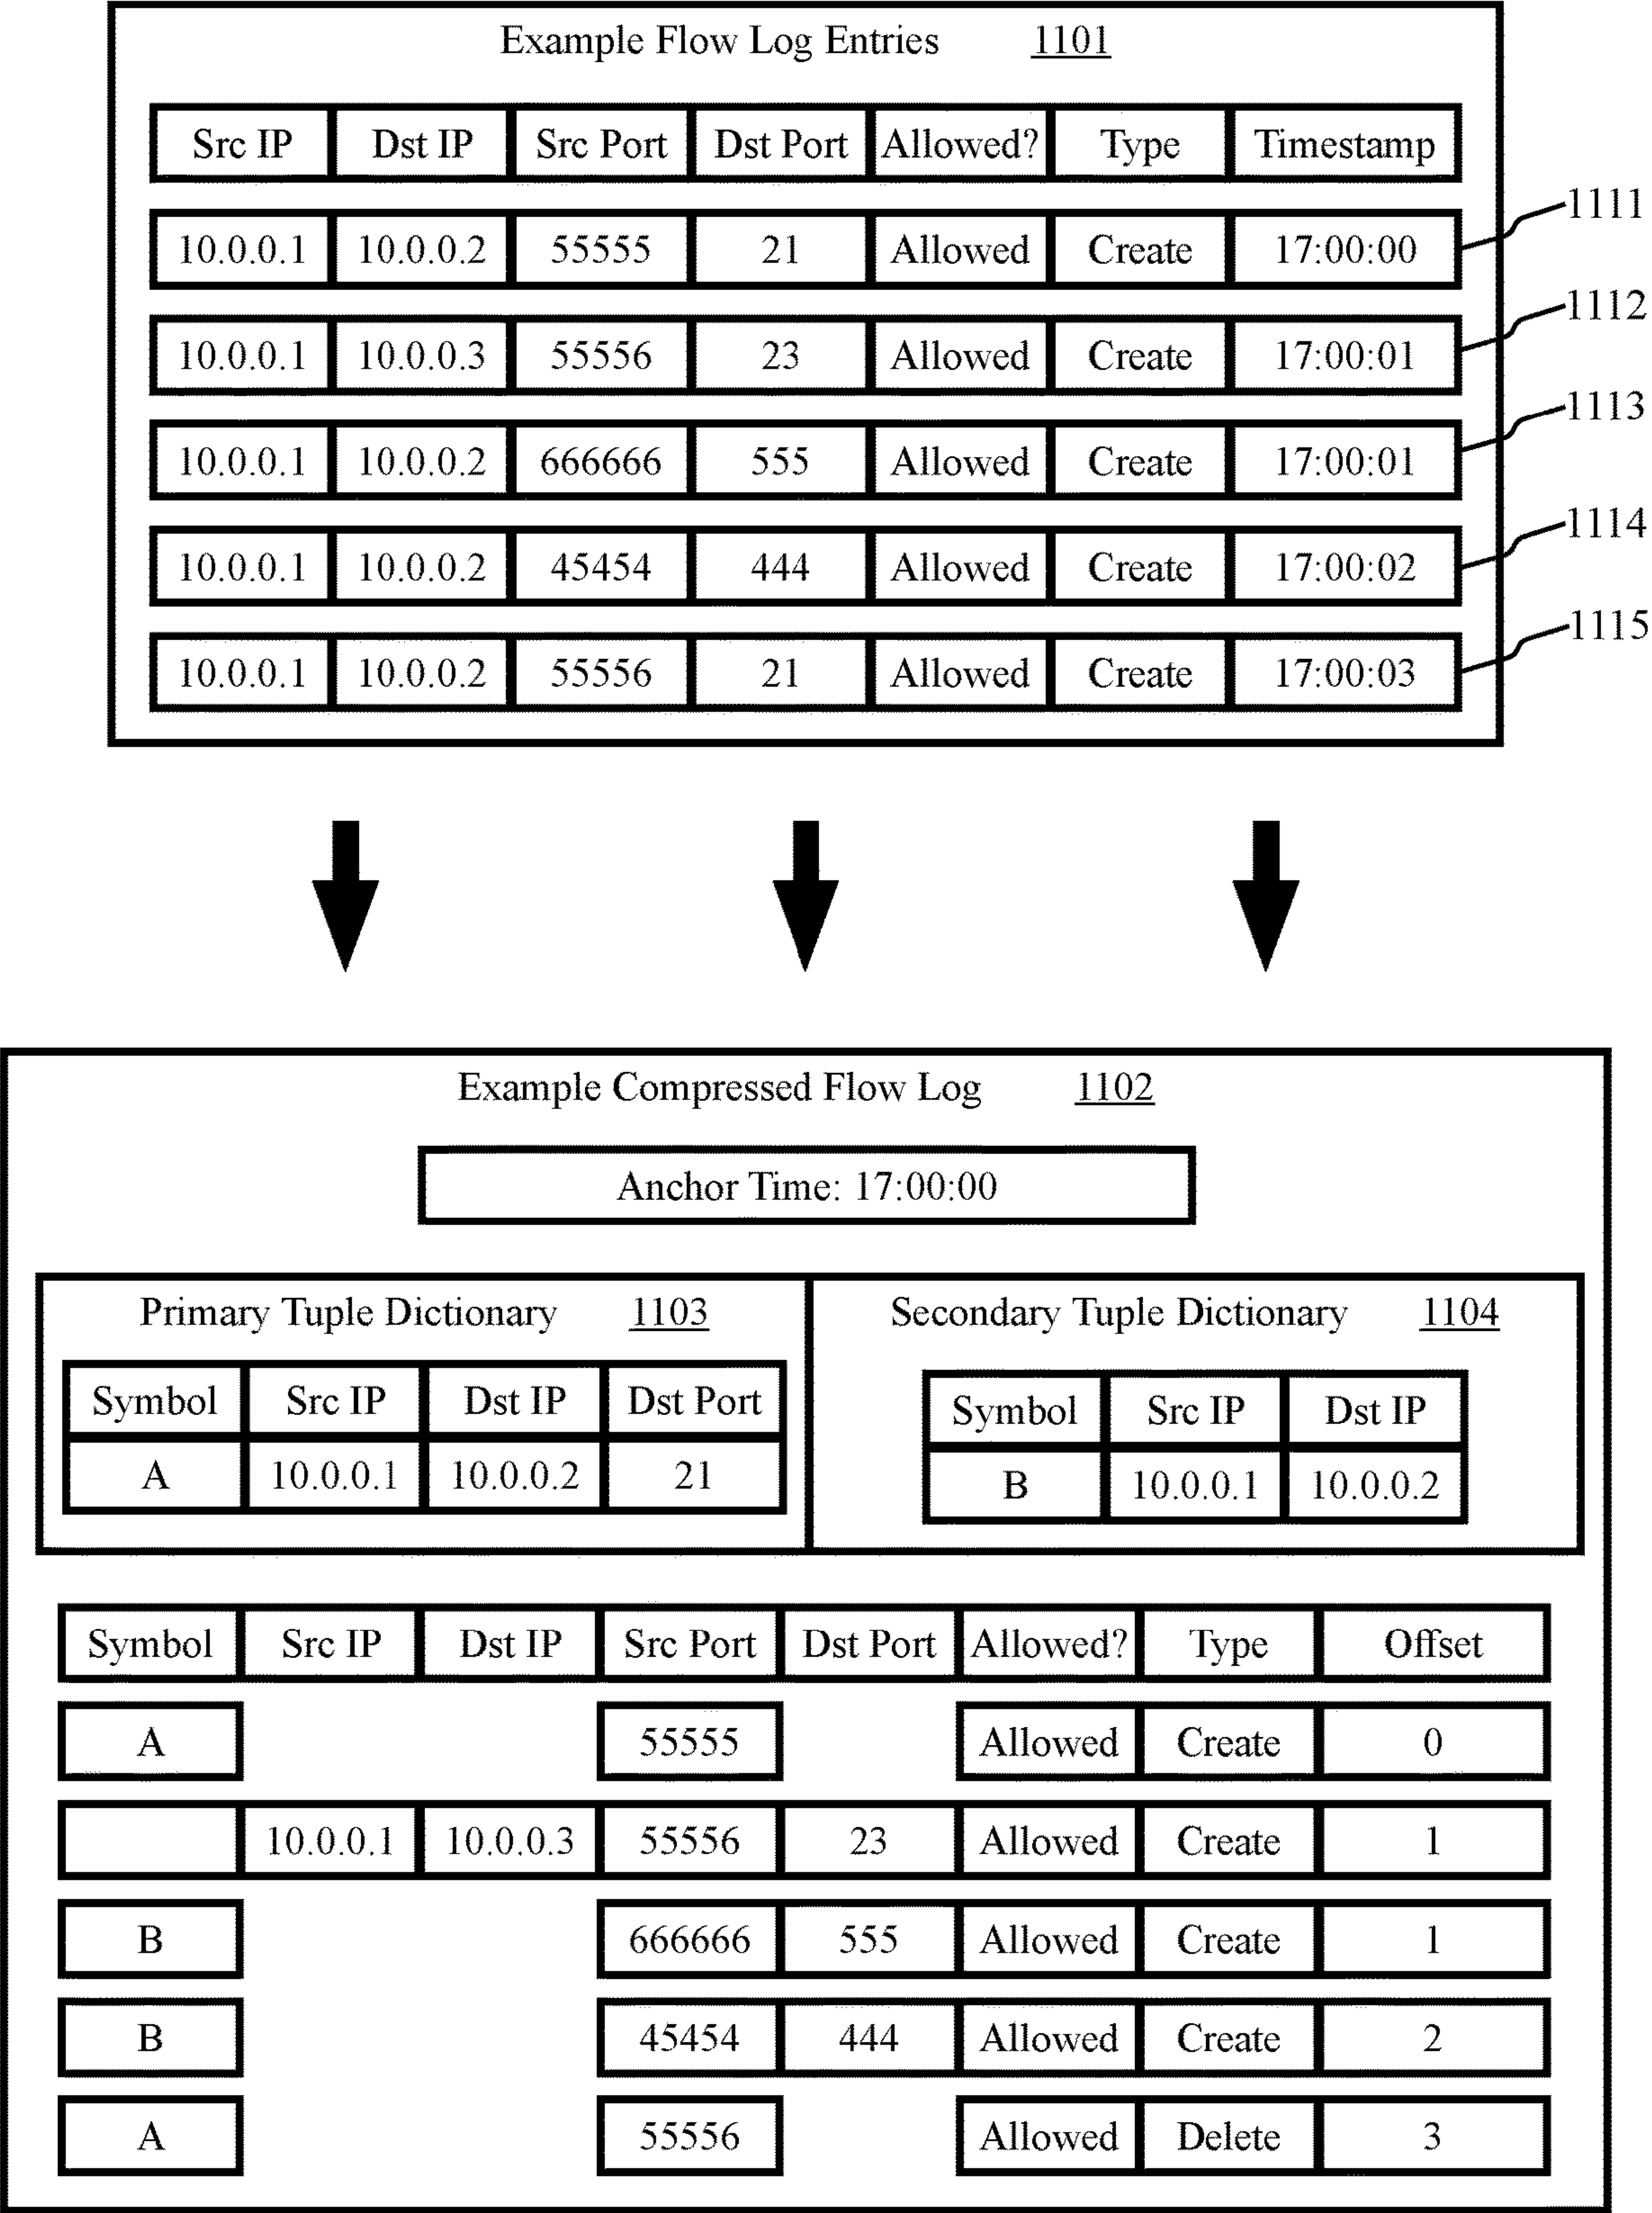 Example Flow Log Entries 1101
Src IP Dst IP Src Port Dst Port Allowed? Type Timestamp
10.0.0.1 10.0.0.2 55555 21 Allowed Create 17:00:00 1111
10.0.0.1 10.0.0.3 55556 23 Allowed Create 17:00:01 1112
10.0.0.1 10.0.0.2 666666 555 Allowed Create 17:00:01 1113
10.0.0.1 10.0.0.2 45454 444 Allowed Create 17:00:02 1114
10.0.0.1 10.0.0.2 55556 21 Allowed Create 17:00:03 1115
Example Compressed Flow Log 1102
Anchor Time: 17:00:00
Primary Tuple Dictionary 1103
Symbol Src IP Dst IP Dst Port
A 10.0.0.1 10.0.0.2 21
Secondary Tuple Dictionary 1104
Symbol Src IP Dst IP
B 10.0.0.1 10.0.0.2
Symbol Src IP Dst IP Src Port Dst Port Allowed? Type Offset
A 55555 Allowed Create 0
10.0.0.1 10.0.0.3 55556 23 Allowed Create 1
B 666666 555 Allowed Create 1
B 45454 444 Allowed Create 2
A 55556 Allowed Delete 3